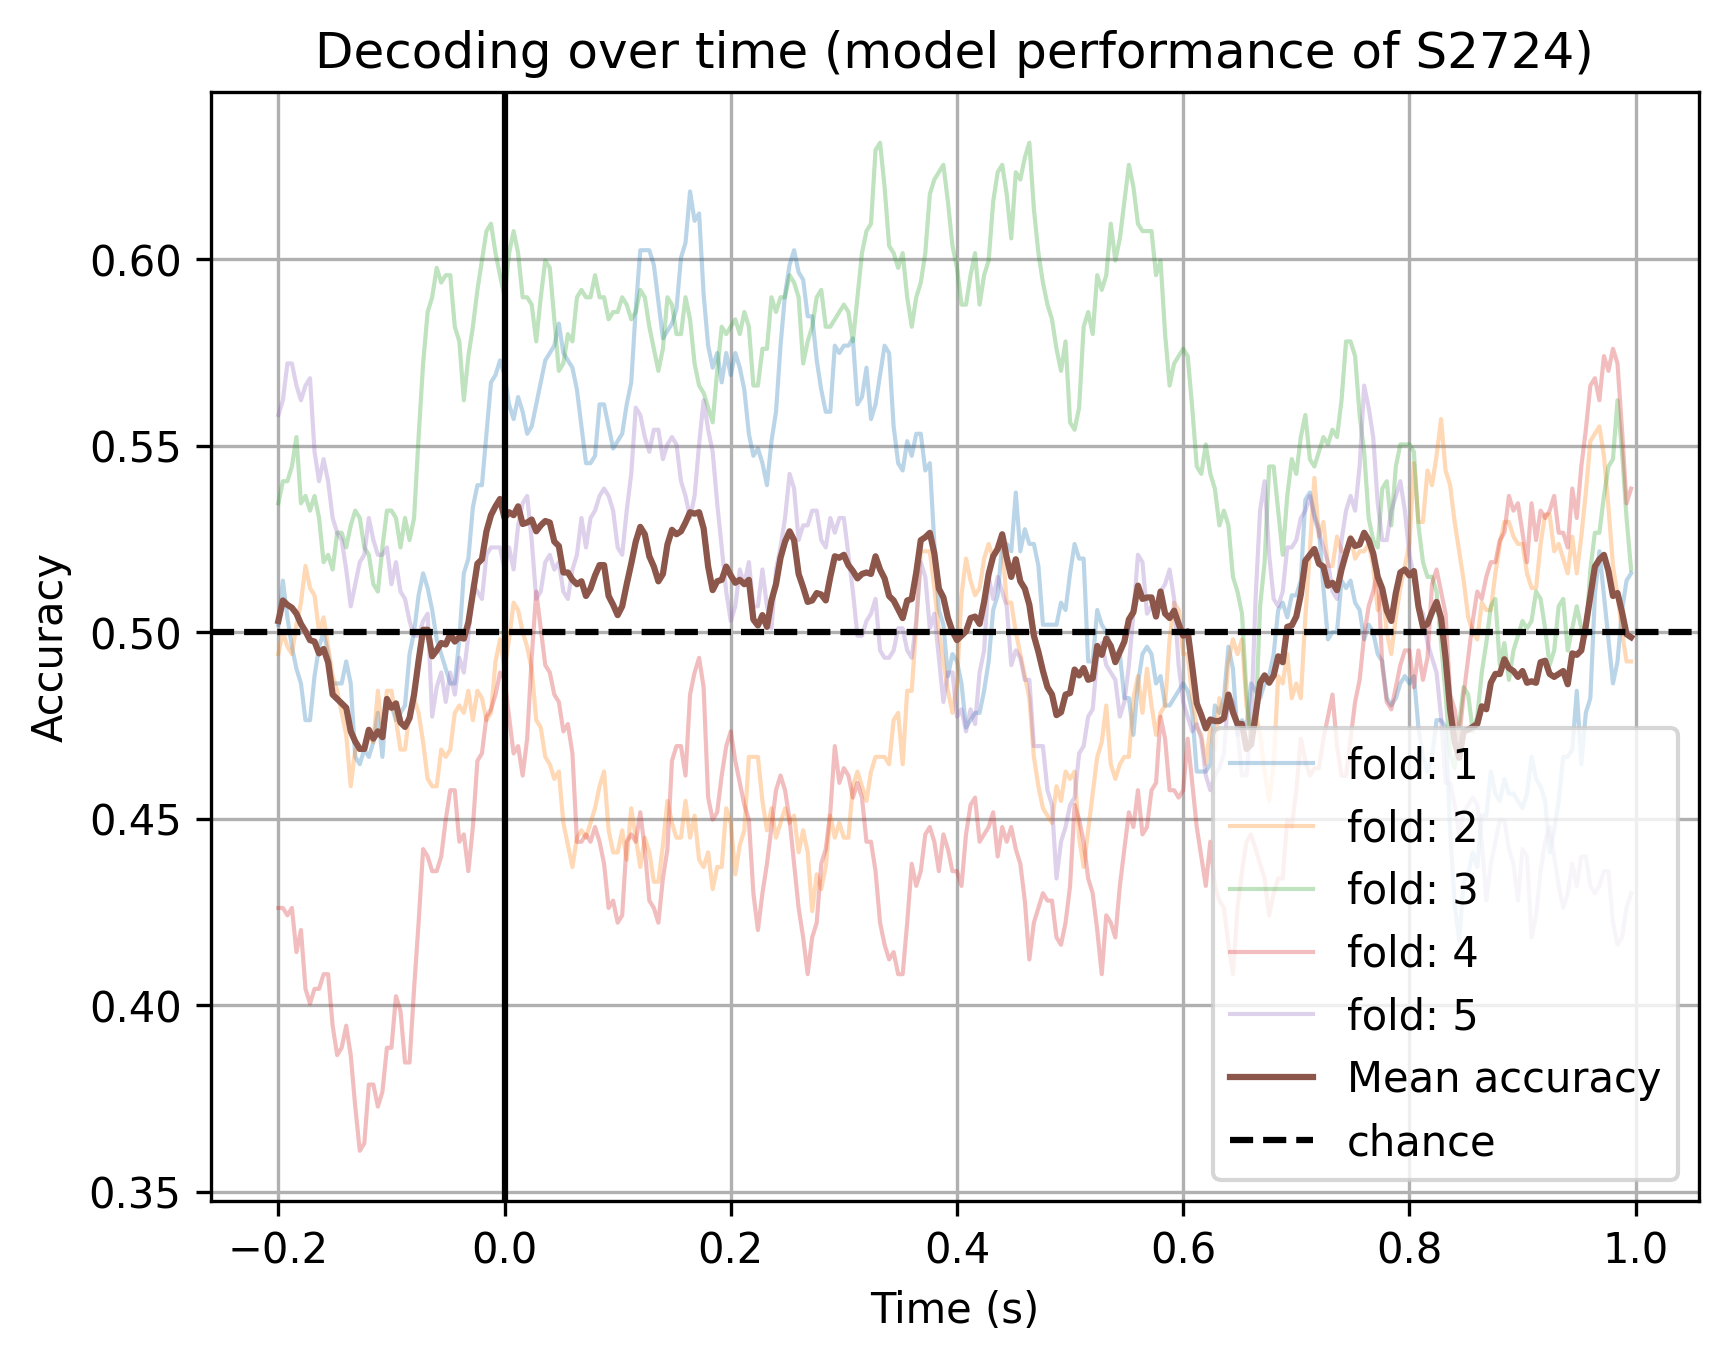 Decoding over time (model performance of S2724)
Accuracy
0.60
0.55
0.50
0.45
0.40
0.35
−0.2
0.0
0.2
0.4
0.6
0.8
1.0
Time (s)
fold: 1
fold: 2
fold: 3
fold: 4
fold: 5
Mean accuracy
chance